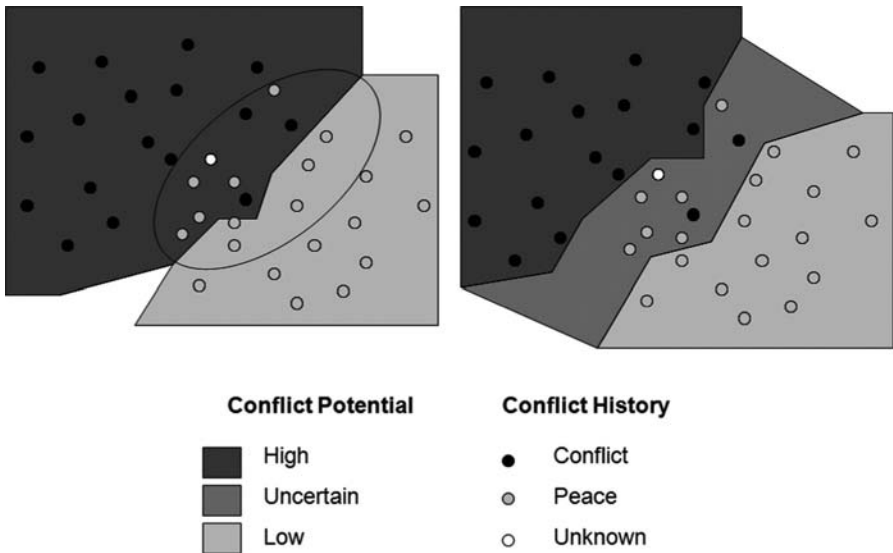 Conflict Potential
High
Uncertain
Low
Conflict History
Conflict
Peace
Unknown